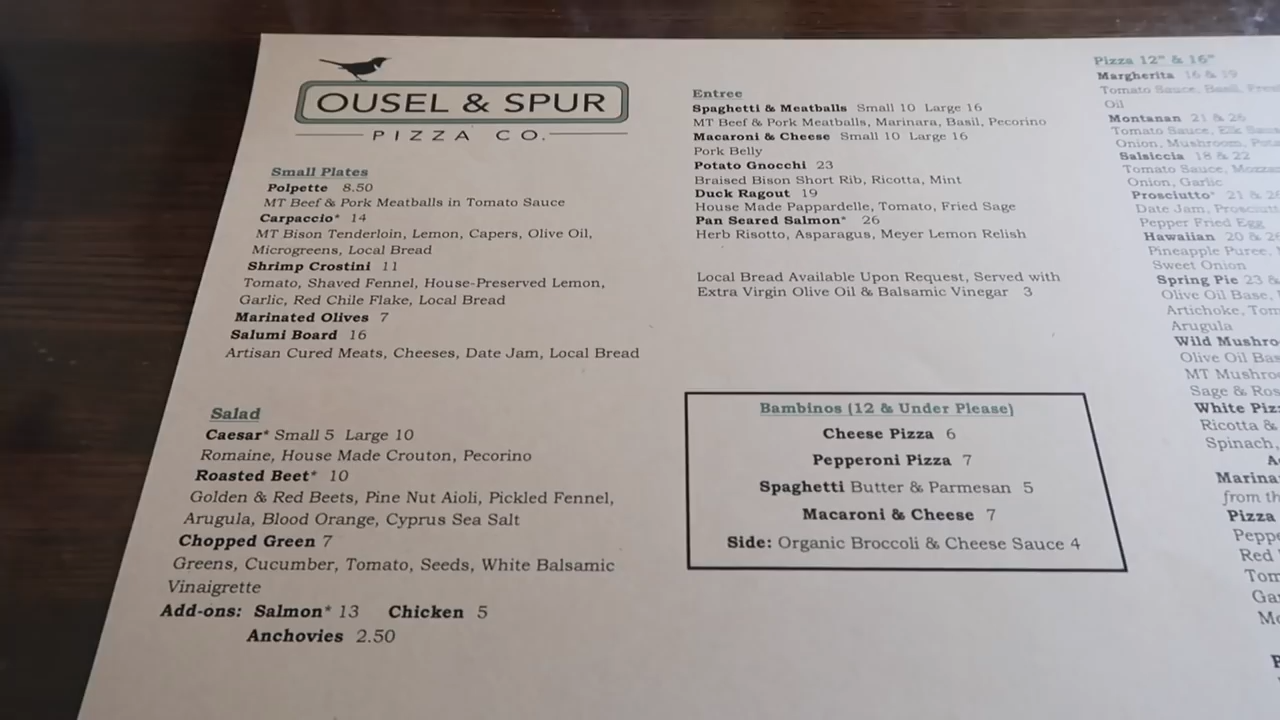 OUSEL & SPUR
PIZZA CO.
Small Plates
Polpette 8.50
MT Beef & Pork Meatballs in Tomato Sauce
Carpaccio* 14
MT Bison Tenderloin, Lemon, Capers, Olive Oil,
Microgreens, Local Bread
Shrimp Crostini 11
Tomato, Shaved Fennel, House-Preserved Lemon,
Garlic, Red Chile Flake, Local Bread
Marinated Olives 7
Salumi Board 16
Artisan Cured Meats, Cheeses, Date Jam, Local Bread
Salad
Caesar* Small 5 Large 10
Romaine, House Made Crouton, Pecorino
Roasted Beet* 10
Golden & Red Beets, Pine Nut Aioli, Pickled Fennel,
Arugula, Blood Orange, Cyprus Sea Salt
Chopped Green 7
Greens, Cucumber, Tomato, Seeds, White Balsamic
Vinaigrette
Add-ons: Salmon* 13 Chicken 5
Anchovies 2.50
Entree
Spaghetti & Meatballs Small 10 Large 16
MT Beef & Pork Meatballs, Marinara, Basil, Pecorino
Macaroni & Cheese Small 10 Large 16
Pork Belly
Potato Gnocchi 23
Braised Bison Short Rib, Ricotta, Mint
Duck Ragout 19
House Made Pappardelle, Tomato, Fried Sage
Pan Seared Salmon* 26
Herb Risotto, Asparagus, Meyer Lemon Relish
Local Bread Available Upon Request, Served with
Extra Virgin Olive Oil & Balsamic Vinegar 3
Bambinos (12 & Under Please)
Cheese Pizza 6
Pepperoni Pizza 7
Spaghetti Butter & Parmesan 5
Macaroni & Cheese 7
Side: Organic Broccoli & Cheese Sauce 4
Pizza 12" & 16"
Margherita 16 & 19
Tomato Sauce, Basil,
Oil
Montanan 21 & 26
Tomato Sauce, Elk
Onion, Mushroom,
Salsiccia 18 & 22
Tomato Sauce,
Onion, Garlic
Prosciutto* 21 &
Date Jam,
Pepper Fried Egg
Hawaiian 20 & 26
Pineapple Puree,
Sweet Onion
Spring Pie 23 &
Olive Oil Base,
Artichoke,
Arugula
Wild
Olive Oil
MT
Sage &
White
Ricotta &
Spinach,
from
Pizza
Red